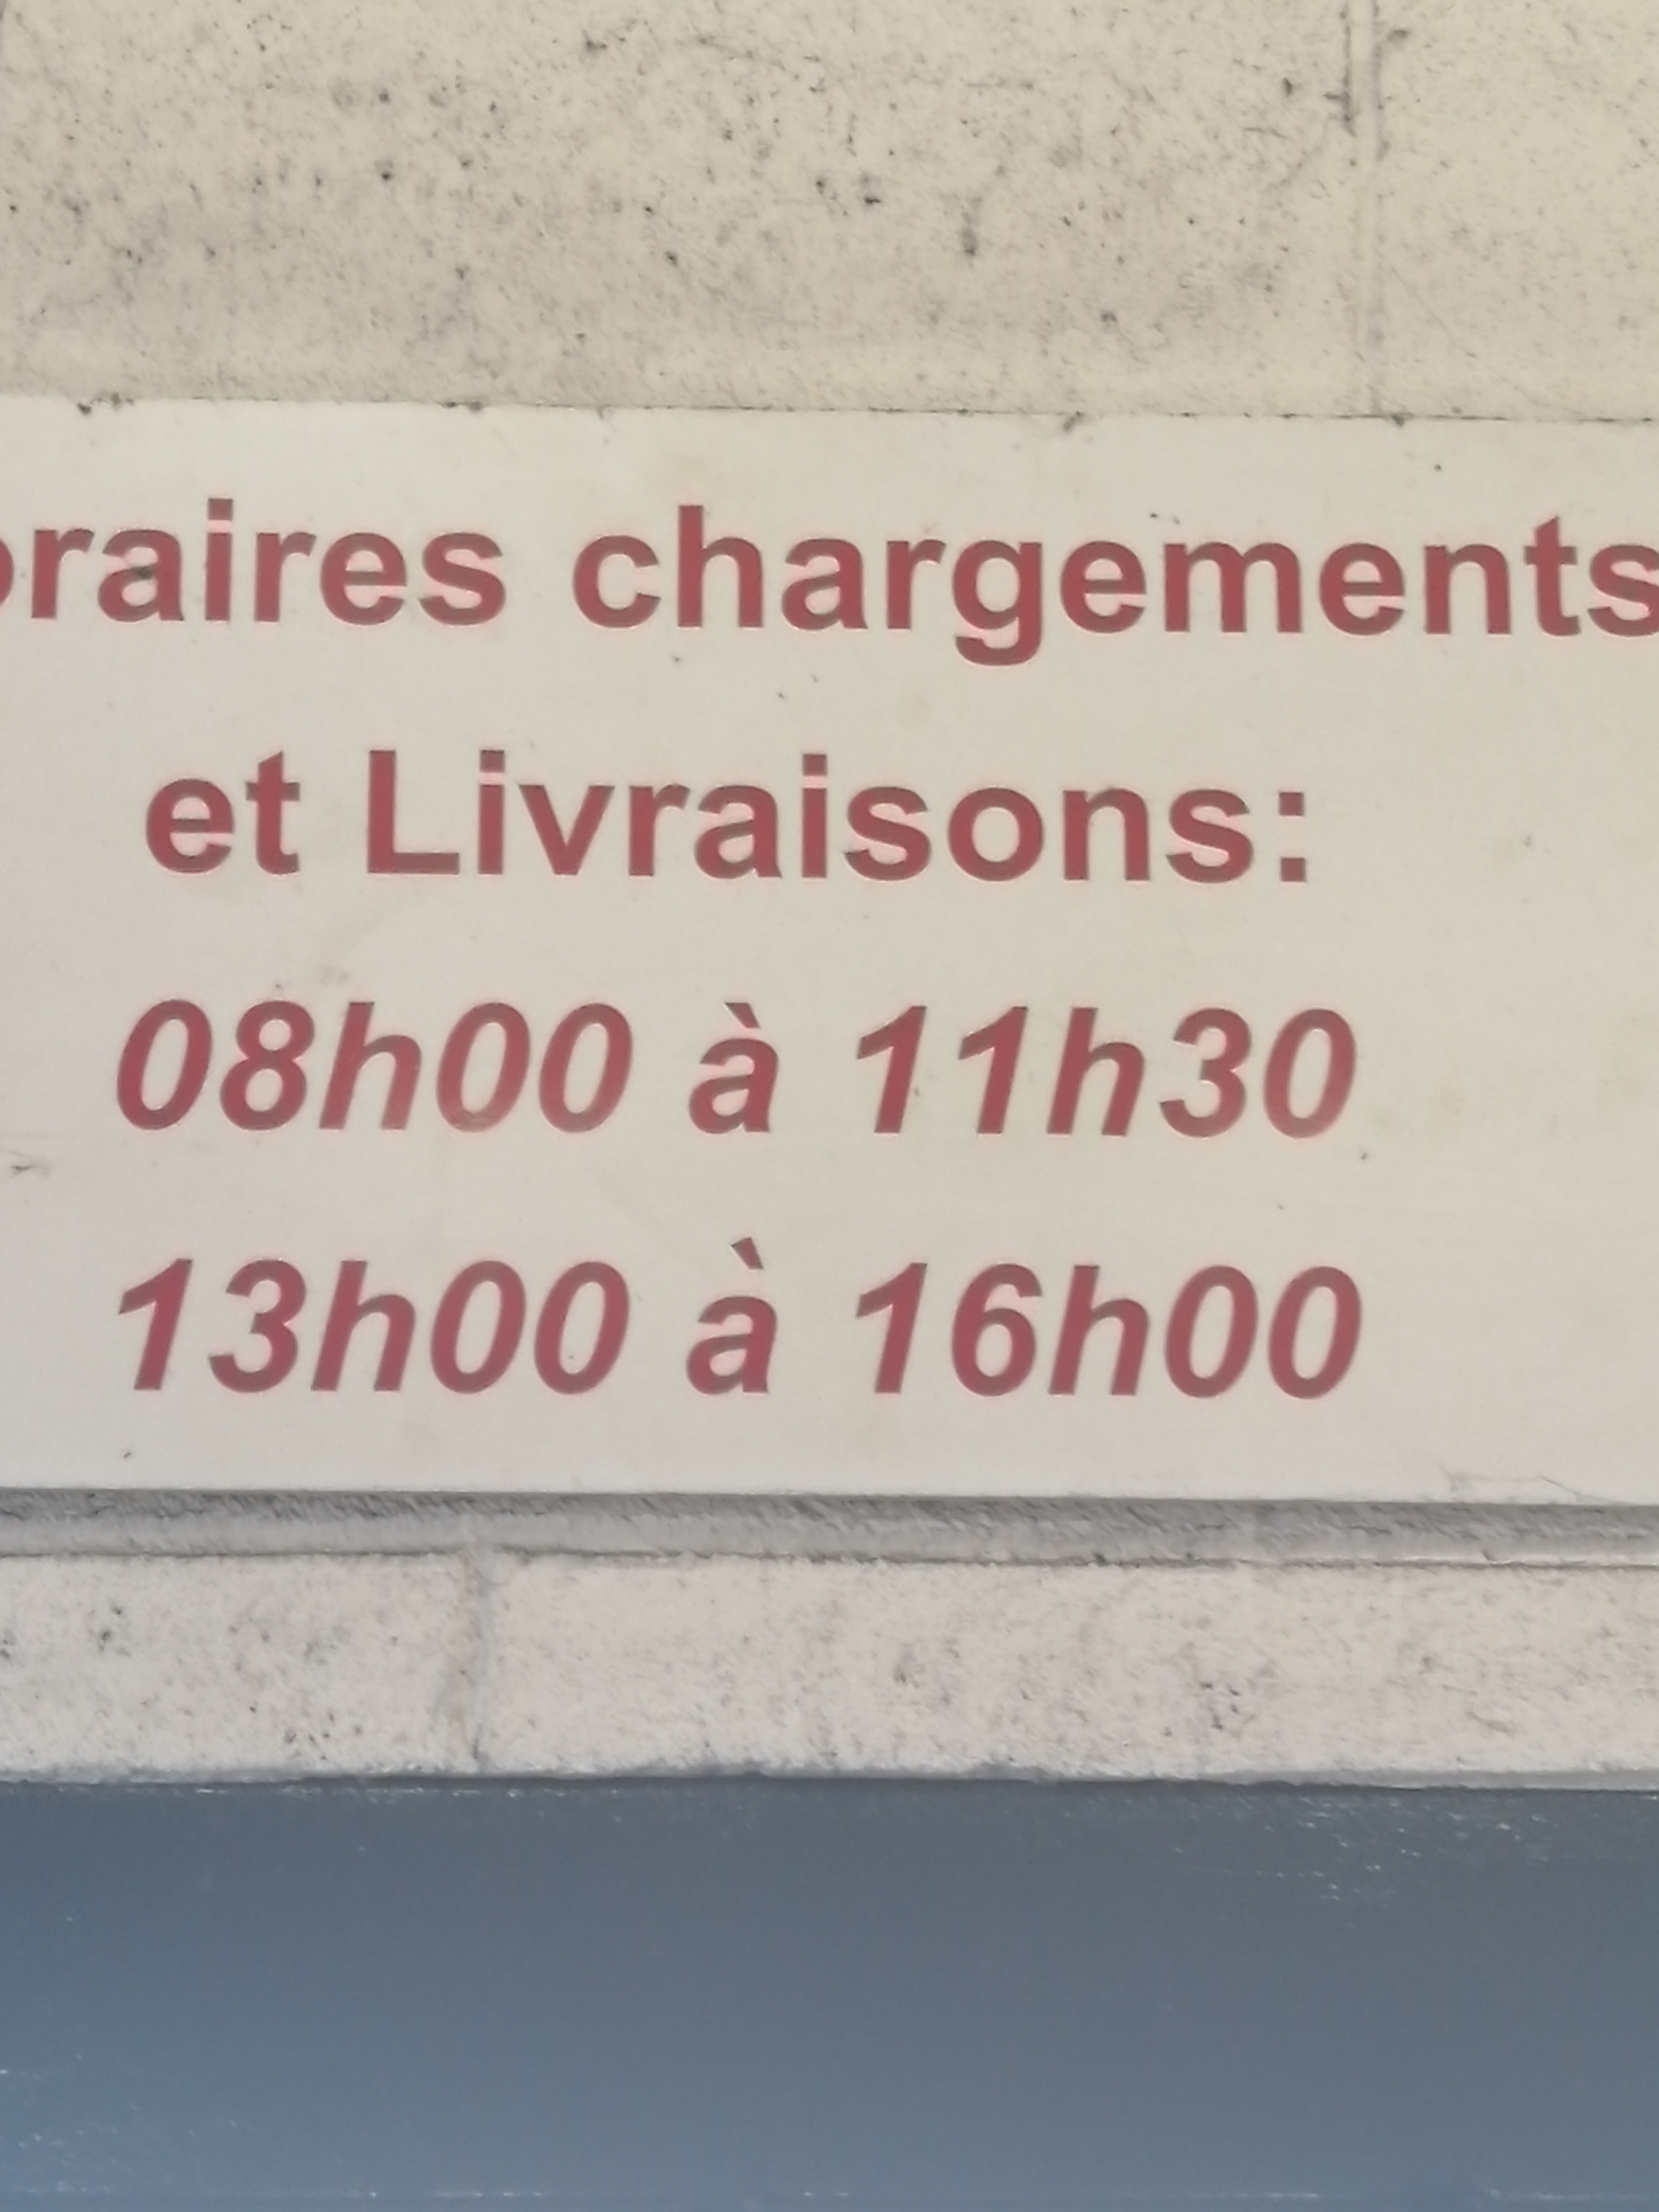 oraires chargements
et Livraisons:
08h00 à 11h30
13h00 à 16h00